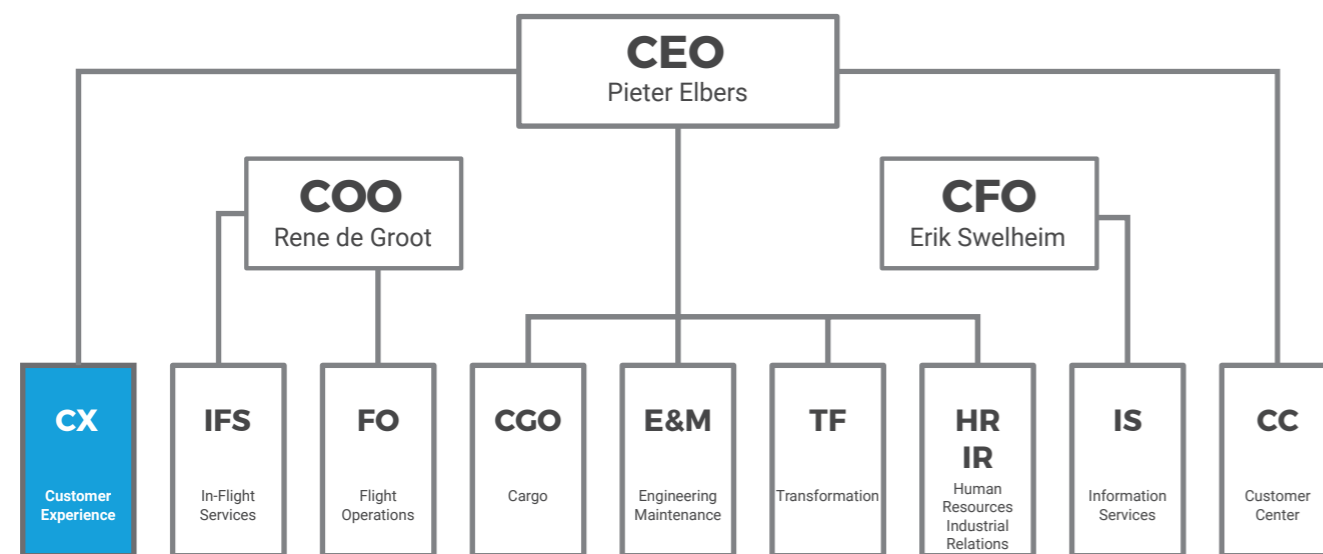 CEO
Pieter Elbers
COO
Rene de Groot
CFO
Erik Swelheim
CX
Customer
Experience
IFS
In-Flight
Services
FO
Flight
Operations
CGO
Cargo
E&M
Engineering
Maintenance
TF
Transformation
HR
IR
Human
Resources
Industrial
Relations
IS
Information
Services
CC
Customer
Center